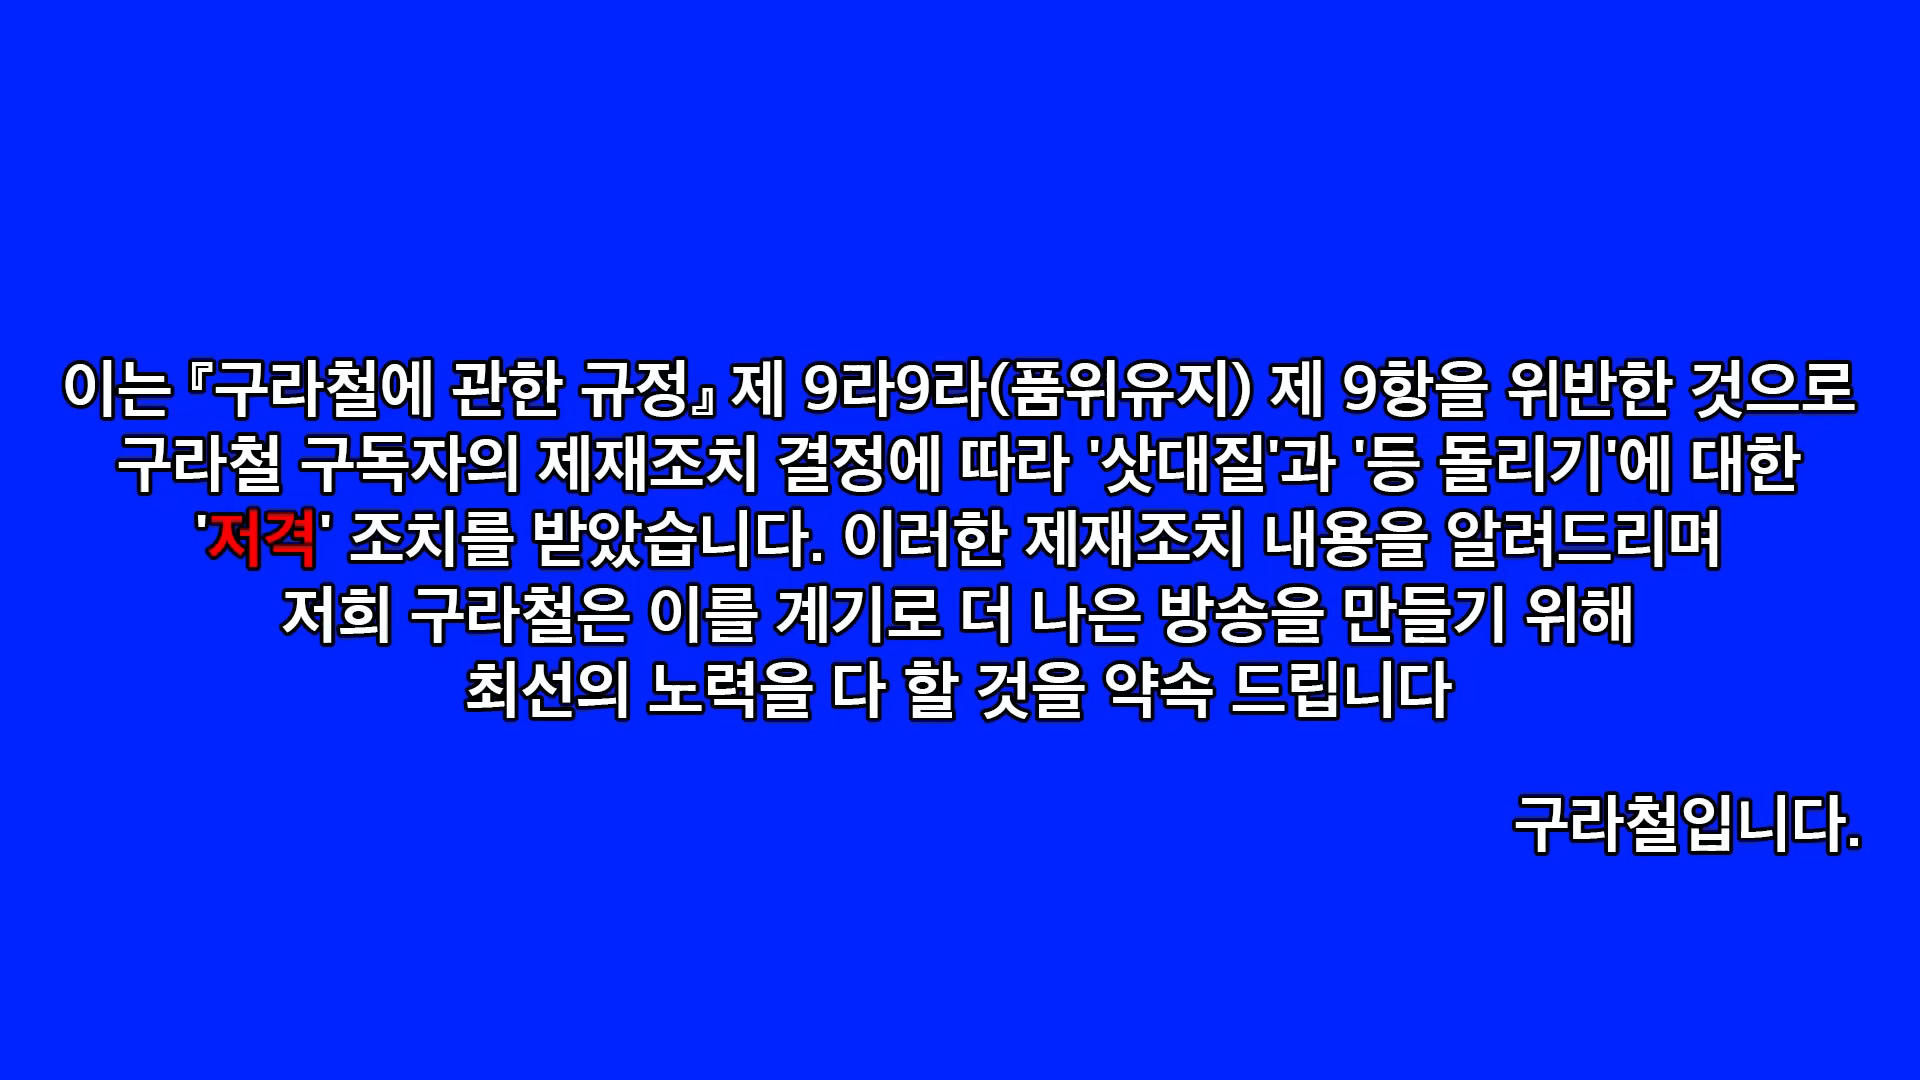 이는 『구라철에 관한 규정』 제 9라9라(품위유지) 제 9항을 위반한 것으로
구라철 구독자의 제재조치 결정에 따라 '삿대질'과 '등 돌리기'에 대한
'저격' 조치를 받았습니다. 이러한 제재조치 내용을 알려드리며
저희 구라철은 이를 계기로 더 나은 방송을 만들기 위해
최선의 노력을 다 할 것을 약속 드립니다
구라철입니다.